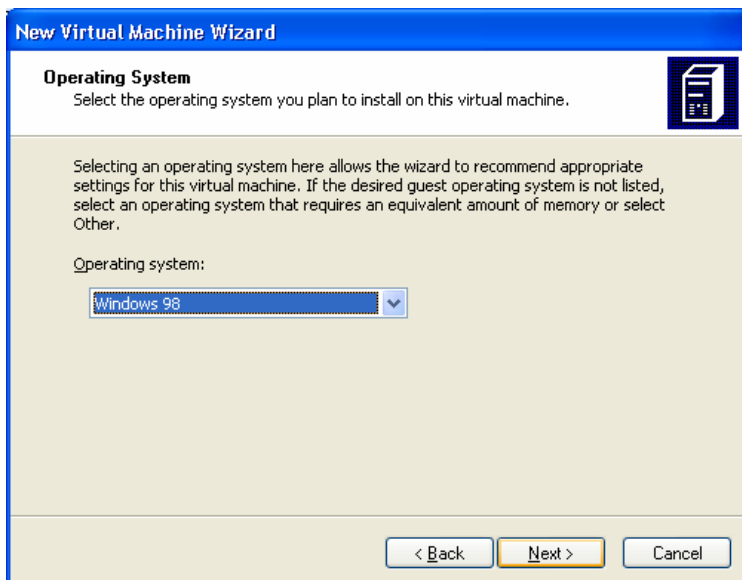 New Virtual Machine Wizard
Operating System
Select the operating system you plan to install on this virtual machine.
Selecting an operating system here allows the wizard to recommend appropriate
settings for this virtual machine. If the desired guest operating system is not listed,
select an operating system that requires an equivalent amount of memory or select
Other.
Operating system:
Windows 98
< Back Next > Cancel